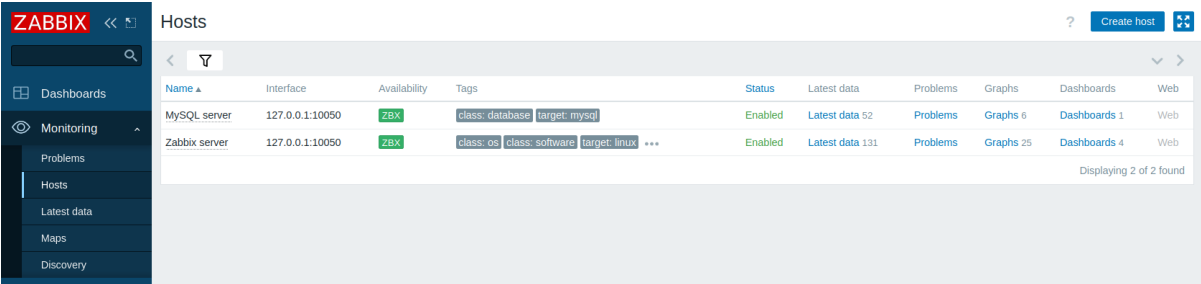 ZABBIX
Hosts
?
Create host
Dashboards
Monitoring
Problems
Hosts
Latest data
Maps
Discovery
Name Interface Availability Tags Status Latest data Problems Graphs Dashboards Web
MySQL server 127.0.0.1:10050 ZBX class: database target: mysql Enabled Latest data 52 Problems Graphs 6 Dashboards 1 Web
Zabbix server 127.0.0.1:10050 ZBX class: os class: software target: linux ••• Enabled Latest data 131 Problems Graphs 25 Dashboards 4 Web
Displaying 2 of 2 found